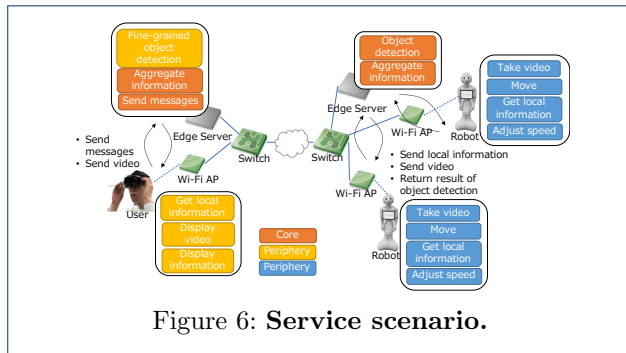 Fine-grained
object
detection
Aggregate
information
Send messages
Edge Server
• Send
messages
• Send video
Wi-Fi AP
User
Switch
Get local
information
Display
video
Display
information
Core
Periphery
Periphery
Object
detection
Aggregate
information
Edge Server
Switch
Wi-Fi AP
Robot
Take video
Move
Get local
information
Adjust speed
• Send local information
• Send video
• Return result of
object detection
Wi-Fi AP
Robot
Take video
Move
Get local
information
Adjust speed
Figure 6: Service scenario.